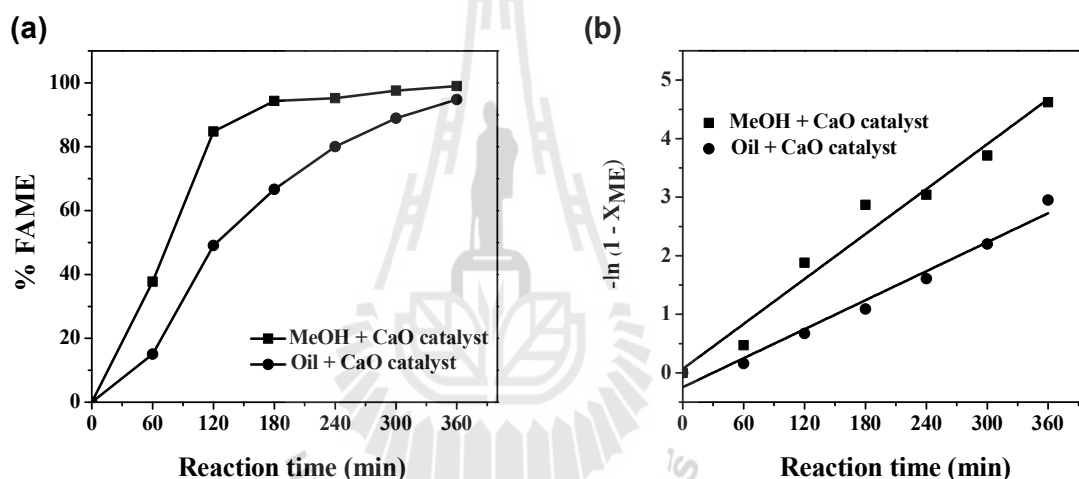 (a)
% FAME
100
80
60
40
20
0
MeOH + CaO catalyst
Oil + CaO catalyst
0 60 120 180 240 300 360
Reaction time (min)
(b)
-ln (1 - X_ME)
5
4
3
2
1
0
MeOH + CaO catalyst
Oil + CaO catalyst
0 60 120 180 240 300 360
Reaction time (min)